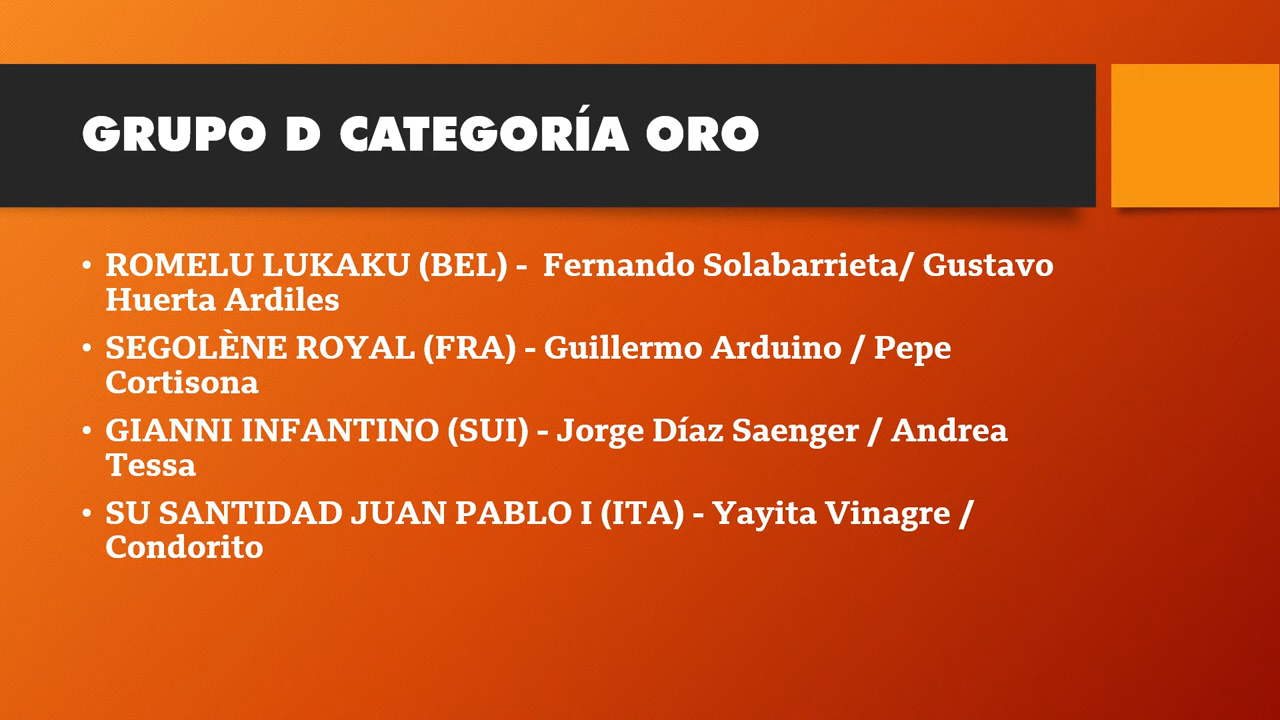 GRUPO D CATEGORÍA ORO
• ROMELU LUKAKU (BEL) -  Fernando Solabarrieta/ Gustavo
Huerta Ardiles
• SEGOLÈNE ROYAL (FRA) - Guillermo Arduino / Pepe
Cortisona
• GIANNI INFANTINO (SUI) - Jorge Díaz Saenger / Andrea
Tessa
• SU SANTIDAD JUAN PABLO I (ITA) - Yayita Vinagre /
Condorito